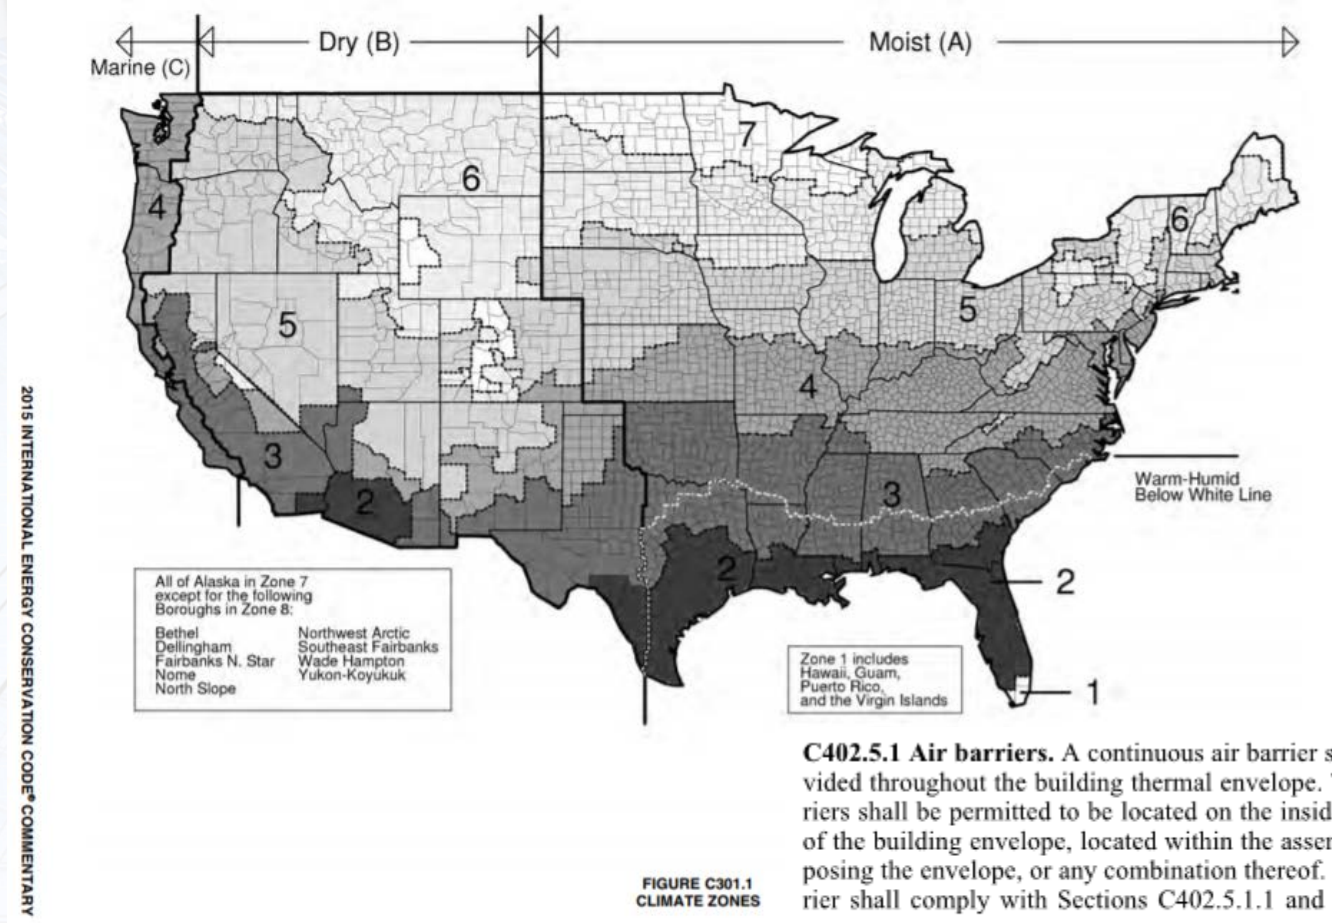 Marine (C)
Dry (B)
Moist (A)
4
4
6
7
6
5
5
4
3
3
2
2
2
1
Warm-Humid
Below White Line
All of Alaska in Zone 7
except for the following
Boroughs in Zone 8:
Bethel
Dellingham
Fairbanks N. Star
Nome
North Slope
Northwest Arctic
Southeast Fairbanks
Wade Hampton
Yukon-Koyukuk
Zone 1 includes
Hawaii, Guam,
Puerto Rico,
and the Virgin Islands
2015 INTERNATIONAL ENERGY CONSERVATION CODE® COMMENTARY
FIGURE C301.1
CLIMATE ZONES
C402.5.1 Air barriers. A continuous air barrier s
vided throughout the building thermal envelope.
riers shall be permitted to be located on the insid
of the building envelope, located within the asser
posing the envelope, or any combination thereof.
rier shall comply with Sections C402.5.1.1 and